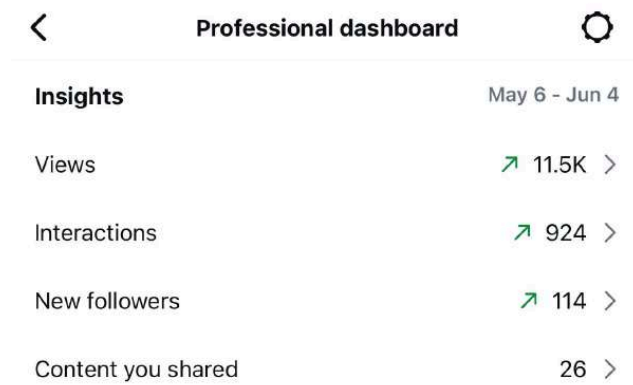 Professional dashboard
Insights May 6 - Jun 4
Views 11.5K
Interactions 924
New followers 114
Content you shared 26